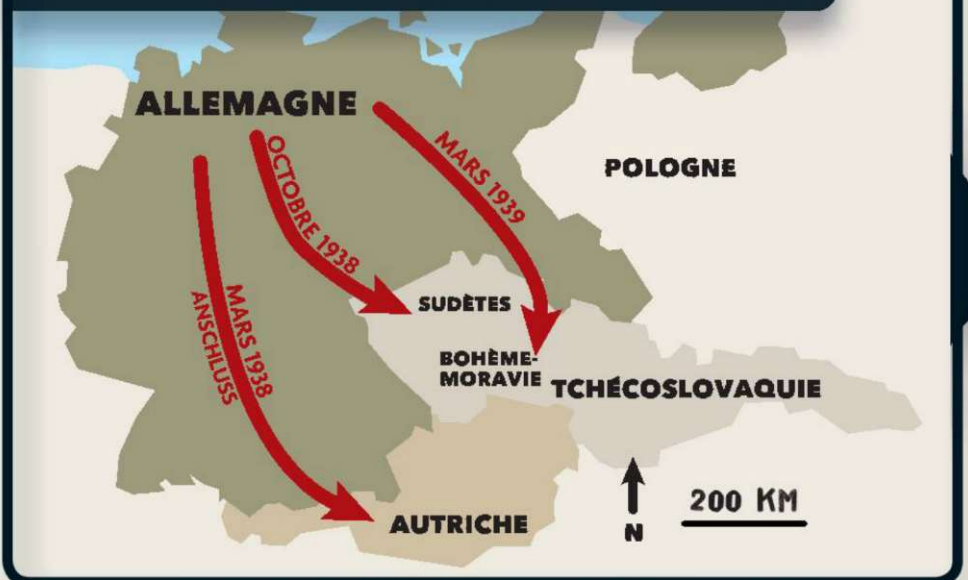 ALLEMAGNE
POLOGNE
MARS 1939
OCTOBRE 1938
MARS 1938
ANSCHLUSS
SUDÈTES
BOHÈME-
MORAVIE
TCHÉCOSLOVAQUIE
AUTRICHE
N
200 KM